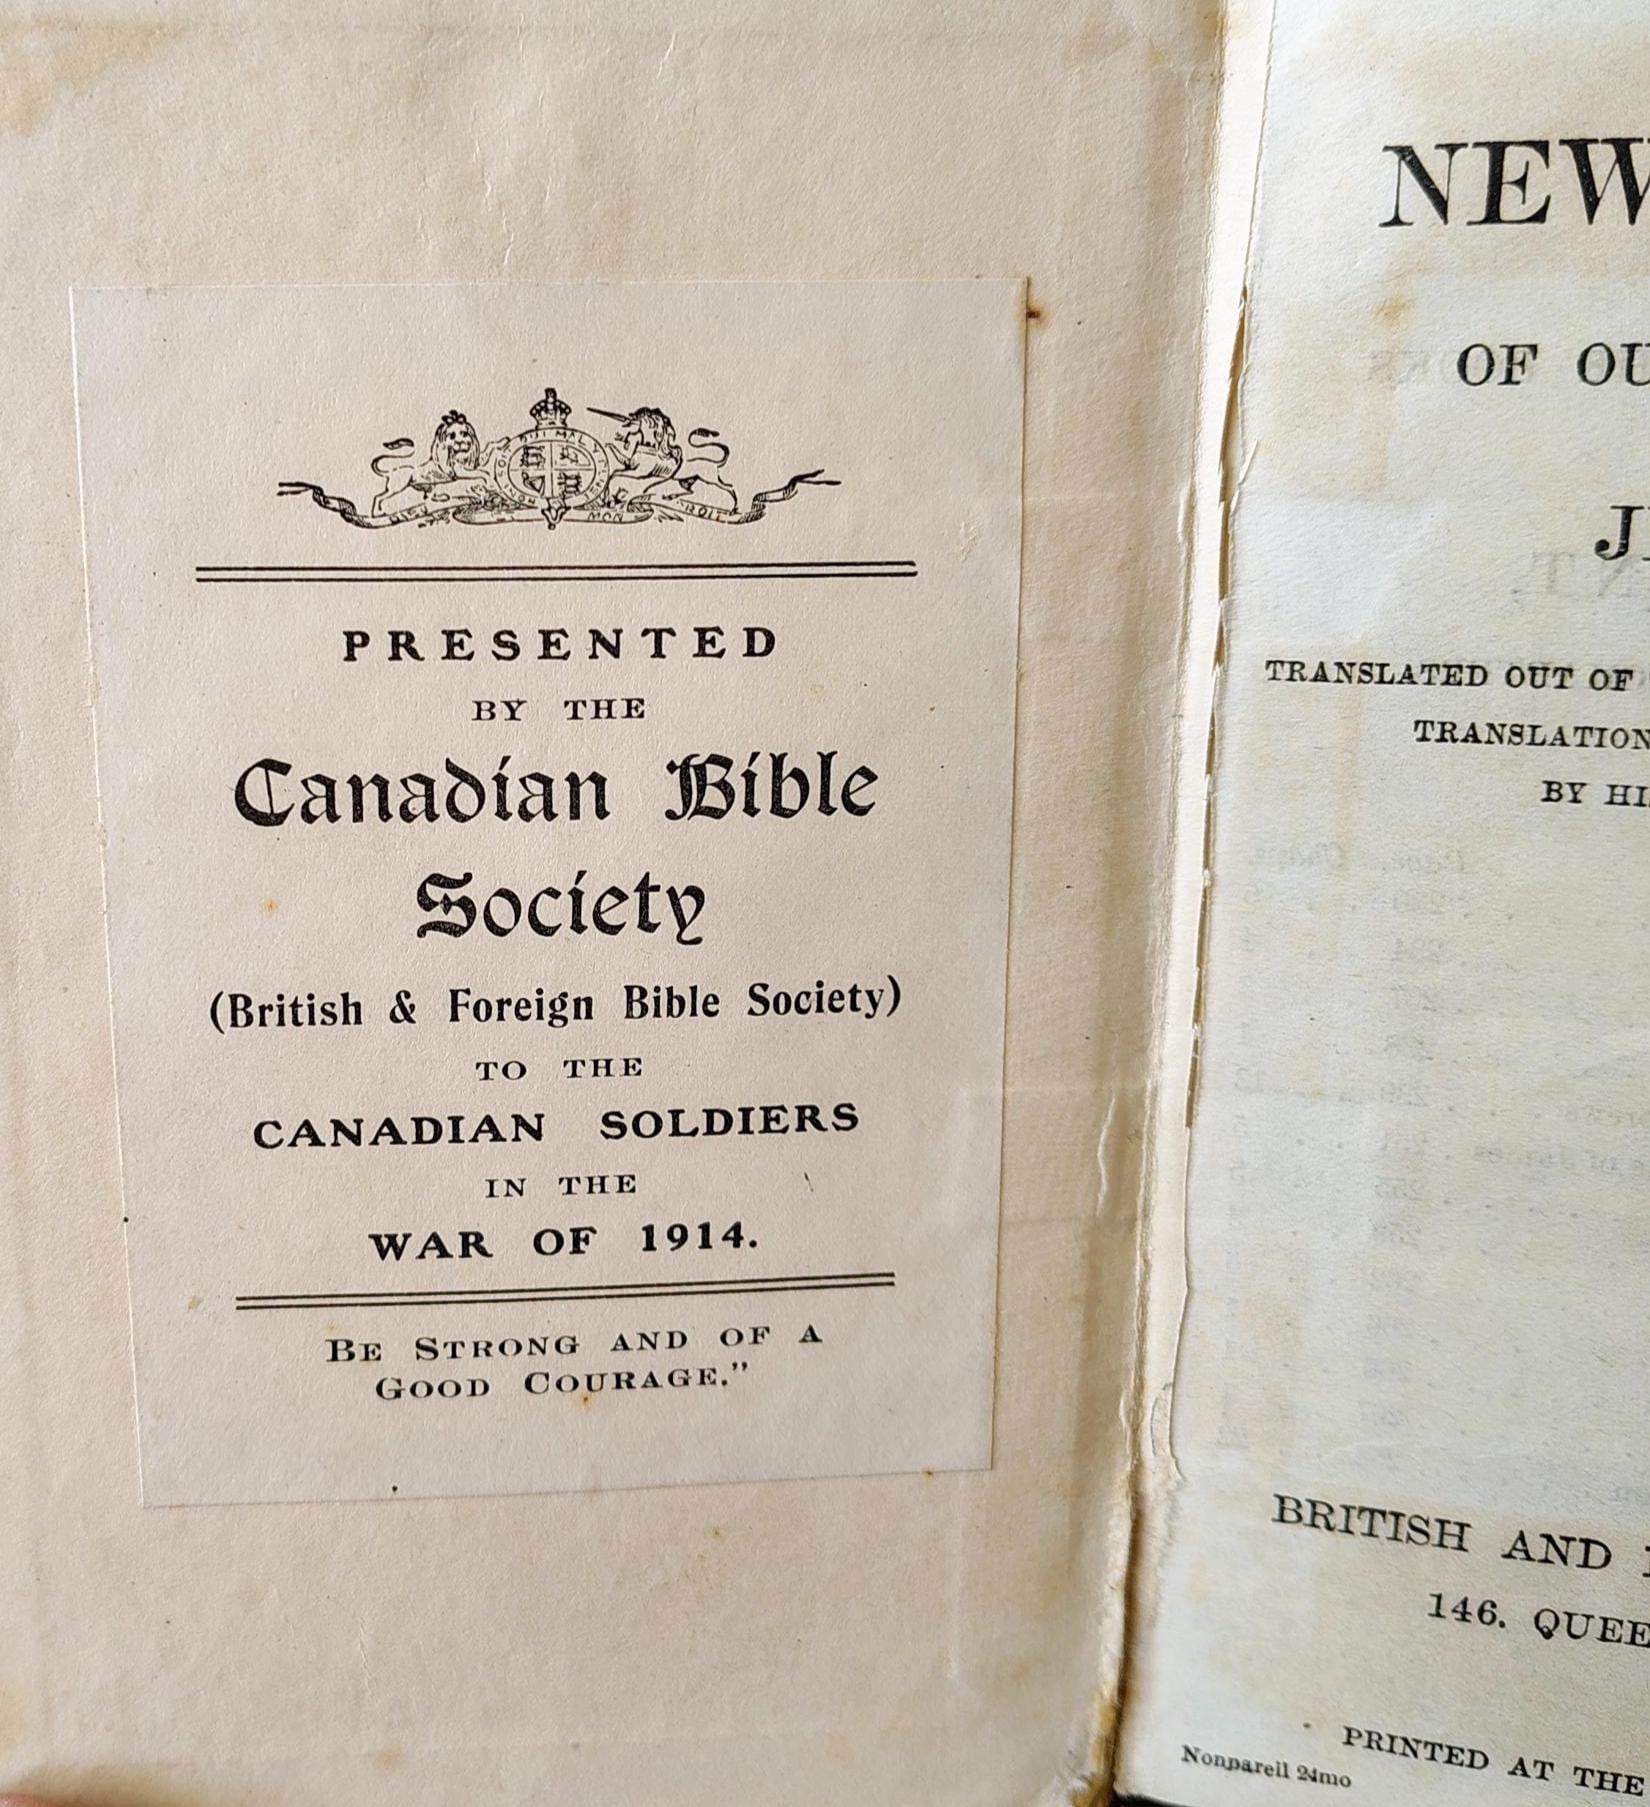 PRESENTED
BY THE
Canadian Bible
Society
(British & Foreign Bible Society)
TO THE
CANADIAN SOLDIERS
IN THE
WAR OF 1914.
BE STRONG AND OF A
GOOD COURAGE."
NEW
OF OU
TRANSLATED OUT OF
TRANSLATION
BY HI
BRITISH AND
146. QUEE
PRINTED AT THE
Nonpareil 24mo